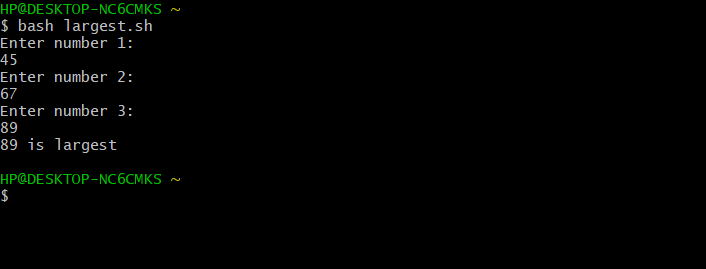 HP@DESKTOP-NC6CMKS ~
$ bash largest.sh
Enter number 1:
45
Enter number 2:
67
Enter number 3:
89
89 is largest
HP@DESKTOP-NC6CMKS ~
$